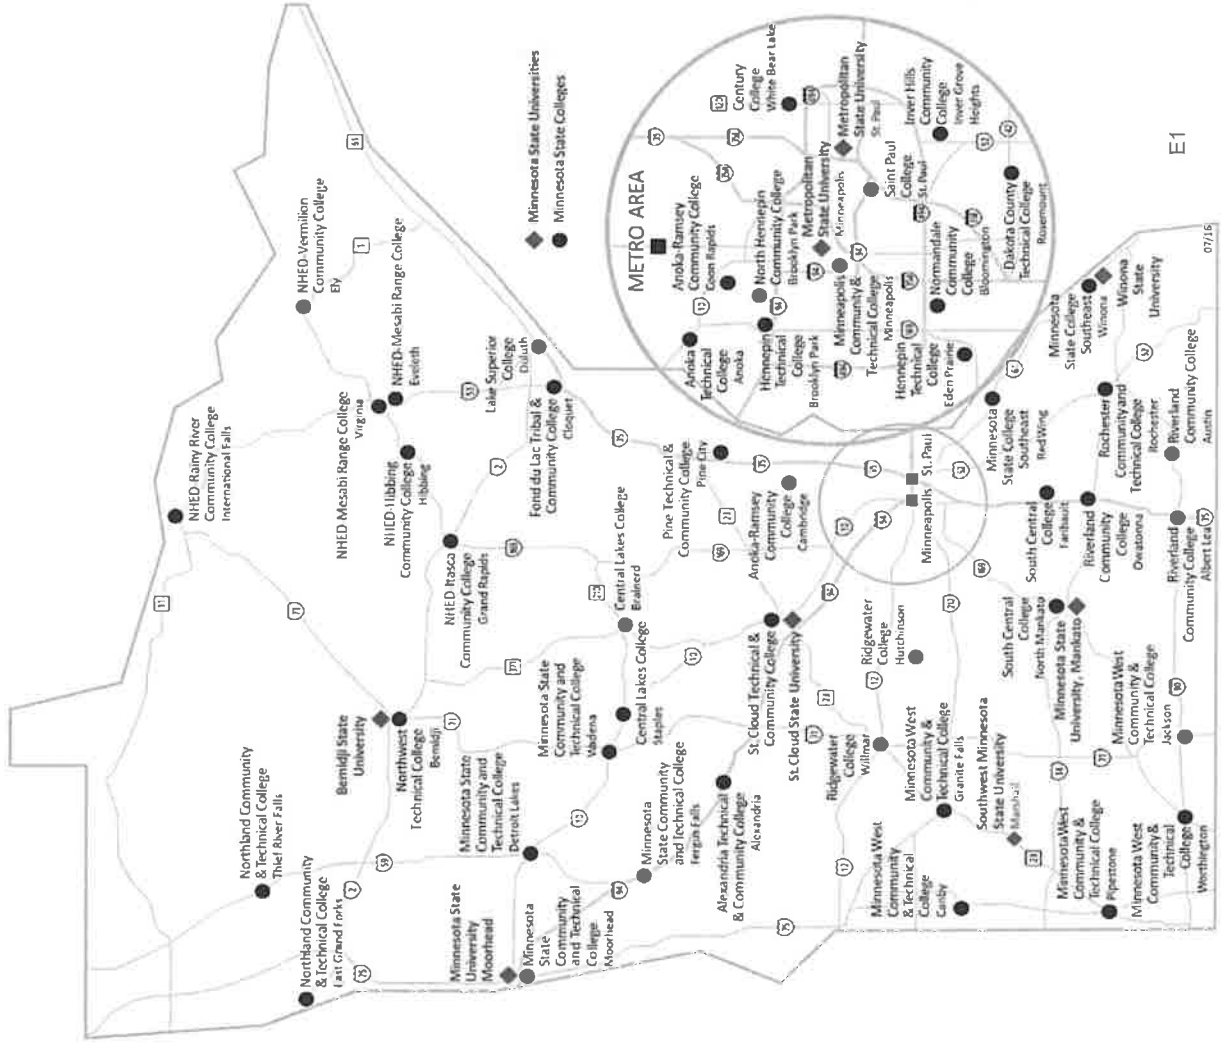 NHED-Rainy River
Community College
International Falls
NHED-Vermilion
Community College
Ely
NHED-Mesabi Range College
Virginia
NHED-Mesabi Range College
Eveleth
NHED-Hibbing
Community College
Hibbing
NHED-Itasca
Community College
Grand Rapids
Northland Community
& Technical College
Thief River Falls
Northland Community
& Technical College
East Grand Forks
Bemidji State
University
Northwest
Technical College
Bemidji
Lake Superior
College
Duluth
Fond du Lac Tribal &
Community College
Cloquet
Minnesota State
University
Moorhead
Minnesota
State
Community
and Technical
College
Moorhead
Minnesota State
Community and
Technical College
Detroit Lakes
Minnesota State
Community and
Technical College
Wadena
Central Lakes College
Brainerd
Central Lakes College
Staples
Minnesota
State Community
and Technical College
Fergus Falls
Pine Technical &
Community College
Pine City
Alexandria Technical
& Community College
Alexandria
St. Cloud Technical &
Community College
St. Cloud State University
Anoka-Ramsey
Community
College
Cambridge
Ridgewater
College
Willmar
Ridgewater
College
Hutchinson
Minneapolis
St. Paul
Minnesota West
Community
& Technical
College
Canby
Minnesota West
Community &
Technical College
Granite Falls
Southwest Minnesota
State University
Marshall
Minnesota West
Community &
Technical College
Pipestone
Minnesota West
Community &
Technical
College
Worthington
Minnesota West
Community &
Technical College
Jackson
South Central
College
North Mankato
Minnesota State
University, Mankato
South Central
College
Faribault
Riverland
Community
College
Owatonna
Riverland
Community College
Albert Lea
Riverland
Community College
Austin
Rochester
Community and
Technical College
Rochester
Minnesota
State College
Southeast
Red Wing
Minnesota
State College
Southeast
Winona
Winona
State
University
Minnesota State Universities
Minnesota State Colleges
METRO AREA
Anoka-Ramsey
Community College
Coon Rapids
Anoka
Technical
College
Anoka
Hennepin
Technical
College
Brooklyn Park
North Hennepin
Community College
Brooklyn Park
Century
College
White Bear Lake
Metropolitan
State University
Minneapolis
Metropolitan
State University
St. Paul
Minneapolis
Community &
Technical College
Minneapolis
Saint Paul
College
St. Paul
Inver Hills
Community
College
Inver Grove
Heights
Hennepin
Technical
College
Eden Prairie
Normandale
Community
College
Bloomington
Dakota County
Technical College
Rosemount
E1
07/16
11
71
61
1
59
2
75
53
2
35
10
94
12
169